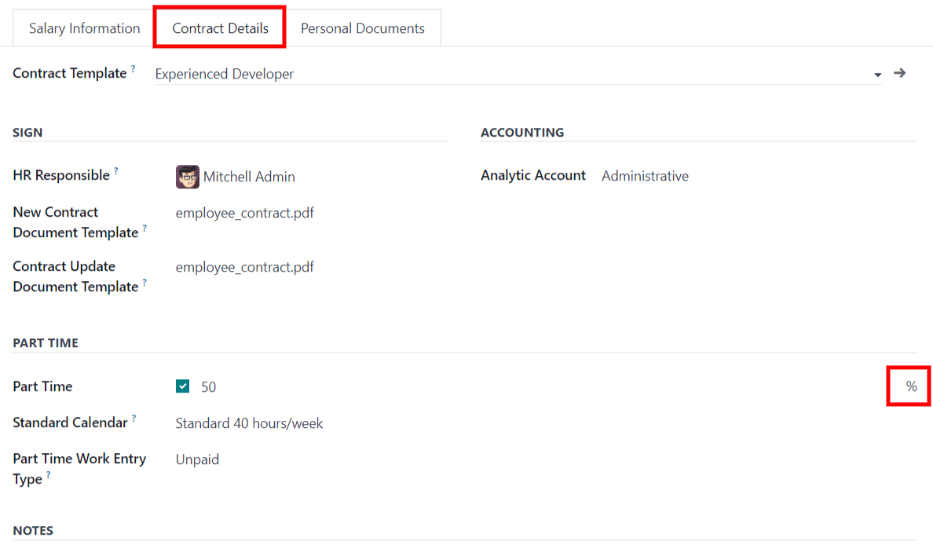 Salary Information Contract Details Personal Documents
Contract Template ? Experienced Developer
SIGN ACCOUNTING
HR Responsible ? Mitchell Admin Analytic Account Administrative
New Contract
Document Template ? employee_contract.pdf
Contract Update
Document Template ? employee_contract.pdf
PART TIME
Part Time 50 %
Standard Calendar ? Standard 40 hours/week
Part Time Work Entry
Type ? Unpaid
NOTES